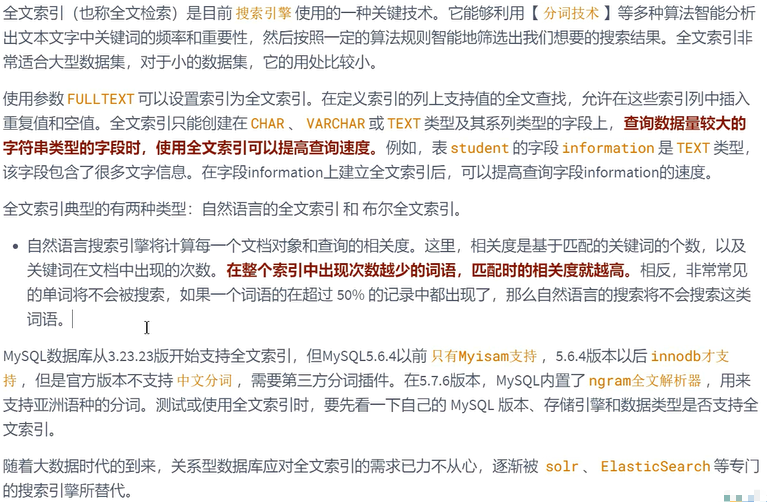 全文索引（也称全文检索）是目前 搜索引擎 使用的一种关键技术。它能够利用【 分词技术 】等多种算法智能分析
出文本文字中关键词的频率和重要性，然后按照一定的算法规则智能地筛选出我们想要的搜索结果。全文索引非
常适合大型数据集，对于小的数据集，它的用处比较小。
使用参数 FULLTEXT 可以设置索引为全文索引。在定义索引的列上支持值的全文查找，允许在这些索引列中插入
重复值和空值。全文索引只能创建在 CHAR 、 VARCHAR 或 TEXT 类型及其系列类型的字段上，查询数据量较大的
字符串类型的字段时，使用全文索引可以提高查询速度。例如，表 student 的字段 information 是 TEXT 类型，
该字段包含了很多文字信息。在字段information上建立全文索引后，可以提高查询字段information的速度。
全文索引典型的有两种类型：自然语言的全文索引 和 布尔全文索引。
• 自然语言搜索引擎将计算每一个文档对象和查询的相关度。这里，相关度是基于匹配的关键词的个数，以及
关键词在文档中出现的次数。在整个索引中出现次数越少的词语，匹配时的相关度就越高。相反，非常常见
的单词将不会被搜索，如果一个词语的在超过 50% 的记录中都出现了，那么自然语言的搜索将不会搜索这类
词语。
MySQL数据库从3.23.23版开始支持全文索引，但MySQL5.6.4以前 只有Myisam支持 ，5.6.4版本以后 innodb才支
持 ，但是官方版本不支持 中文分词 ，需要第三方分词插件。在5.7.6版本，MySQL内置了 ngram全文解析器 ，用来
支持亚洲语种的分词。测试或使用全文索引时，要先看一下自己的 MySQL 版本、存储引擎和数据类型是否支持全
文索引。
随着大数据时代的到来，关系型数据库应对全文索引的需求已力不从心，逐渐被 solr 、 ElasticSearch 等专门
的搜索引擎所替代。